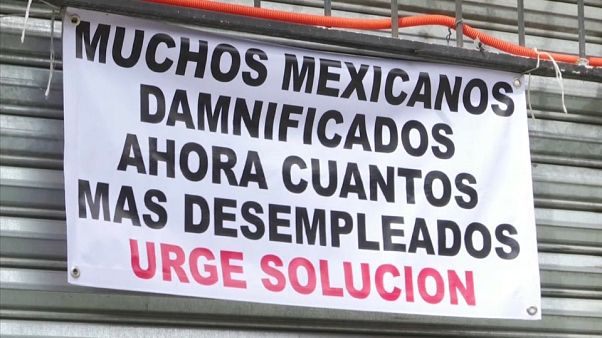 MUCHOS MEXICANOS
DAMNIFICADOS
AHORA CUANTOS
MAS DESEMPLEADOS
URGE SOLUCION